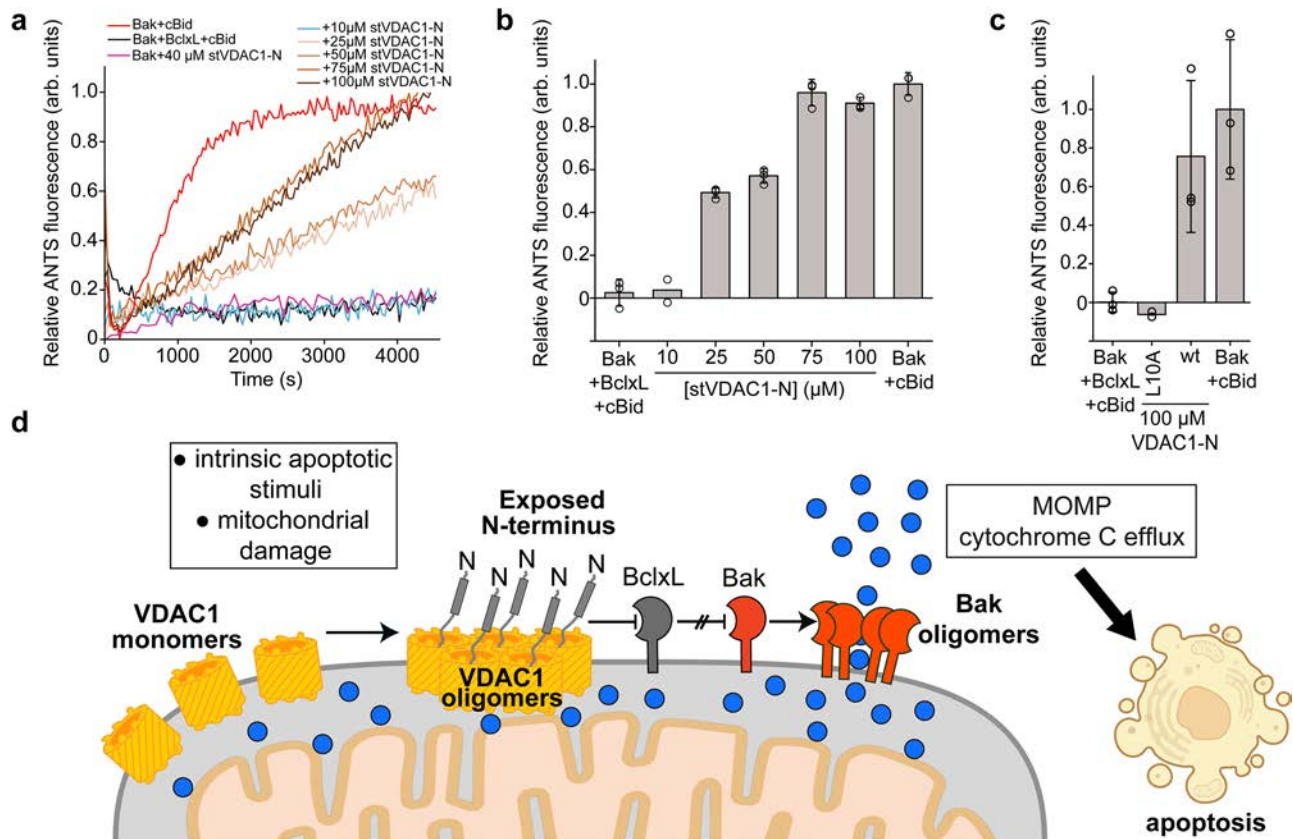 a
Bak+cBid
Bak+BclxL+cBid
Bak+40 µM stVDAC1-N
+10µM stVDAC1-N
+25µM stVDAC1-N
+50µM stVDAC1-N
+75µM stVDAC1-N
+100µM stVDAC1-N
Relative ANTS fluorescence (arb. units)
1.0
0.8
0.6
0.4
0.2
0
0
1000
2000
3000
4000
Time (s)
b
Relative ANTS fluorescence (arb. units)
1.0
0.8
0.6
0.4
0.2
0
Bak
+BclxL
+cBid
10
25
50
75
100
Bak
+cBid
[stVDAC1-N] (µM)
c
Relative ANTS fluorescence (arb. units)
1.0
0.8
0.6
0.4
0.2
0
Bak
+BclxL
+cBid
L10A
wt
Bak
+cBid
100 µM
VDAC1-N
d
● intrinsic apoptotic
stimuli
● mitochondrial
damage
VDAC1
monomers
Exposed
N-terminus
N
N
N
N
N
VDAC1
oligomers
BclxL
Bak
Bak
oligomers
MOMP
cytochrome C efflux
apoptosis